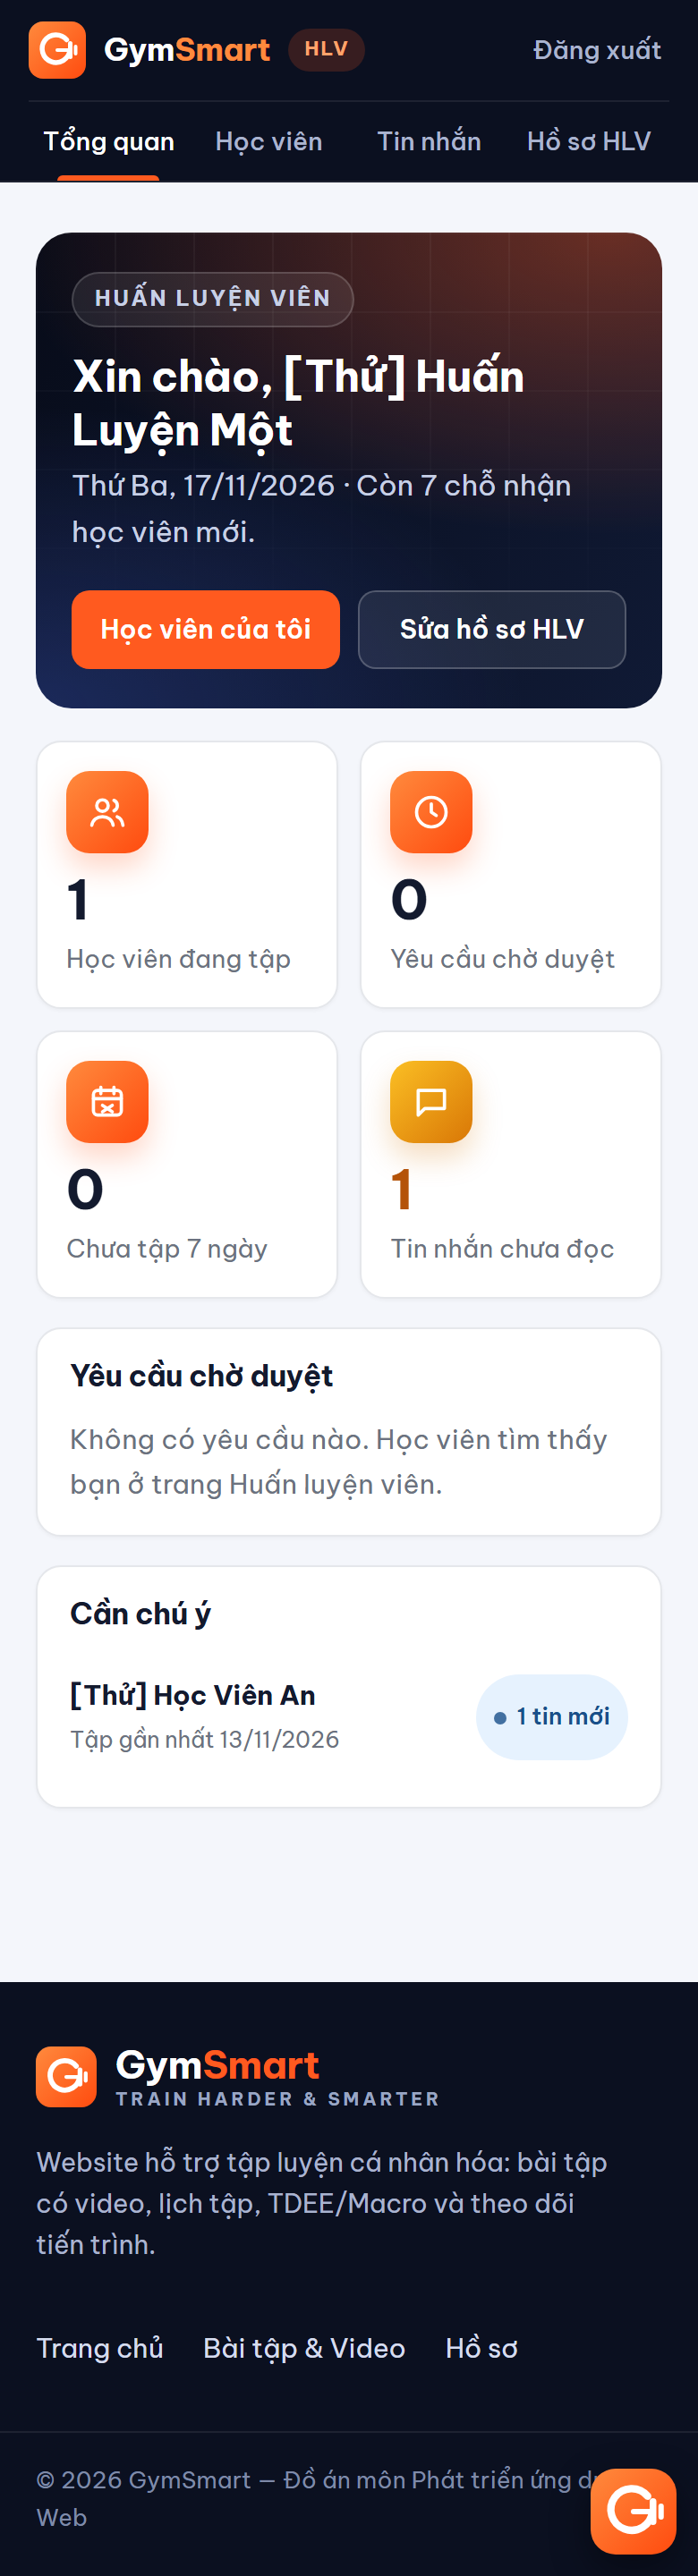 GymSmart HLV Đăng xuất
Tổng quan Học viên Tin nhắn Hồ sơ HLV
HUẤN LUYỆN VIÊN
Xin chào, [Thử] Huấn
Luyện Một
Thứ Ba, 17/11/2026 · Còn 7 chỗ nhận
học viên mới.
Học viên của tôi Sửa hồ sơ HLV
1
Học viên đang tập
0
Yêu cầu chờ duyệt
0
Chưa tập 7 ngày
1
Tin nhắn chưa đọc
Yêu cầu chờ duyệt
Không có yêu cầu nào. Học viên tìm thấy
bạn ở trang Huấn luyện viên.
Cần chú ý
[Thử] Học Viên An
Tập gần nhất 13/11/2026
1 tin mới
GymSmart
TRAIN HARDER & SMARTER
Website hỗ trợ tập luyện cá nhân hóa: bài tập
có video, lịch tập, TDEE/Macro và theo dõi
tiến trình.
Trang chủ Bài tập & Video Hồ sơ
© 2026 GymSmart — Đồ án môn Phát triển ứng
Web